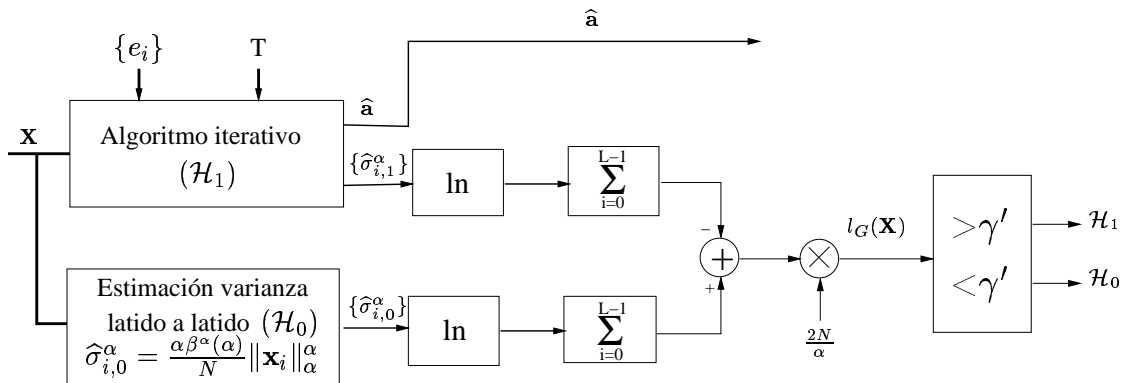 â
{e_i}
T
X
â
Algoritmo iterativo
(ℋ₁)
{σ̂^α_{i,1}}
ln
L−1
∑
i=0
−
+
+
×
2N/α
l_G(X)
>γ′
<γ′
ℋ₁
ℋ₀
Estimación varianza
latido a latido (ℋ₀)
σ̂^α_{i,0} = αβ^α(α)/N ‖x_i‖^α_α
{σ̂^α_{i,0}}
ln
L−1
∑
i=0